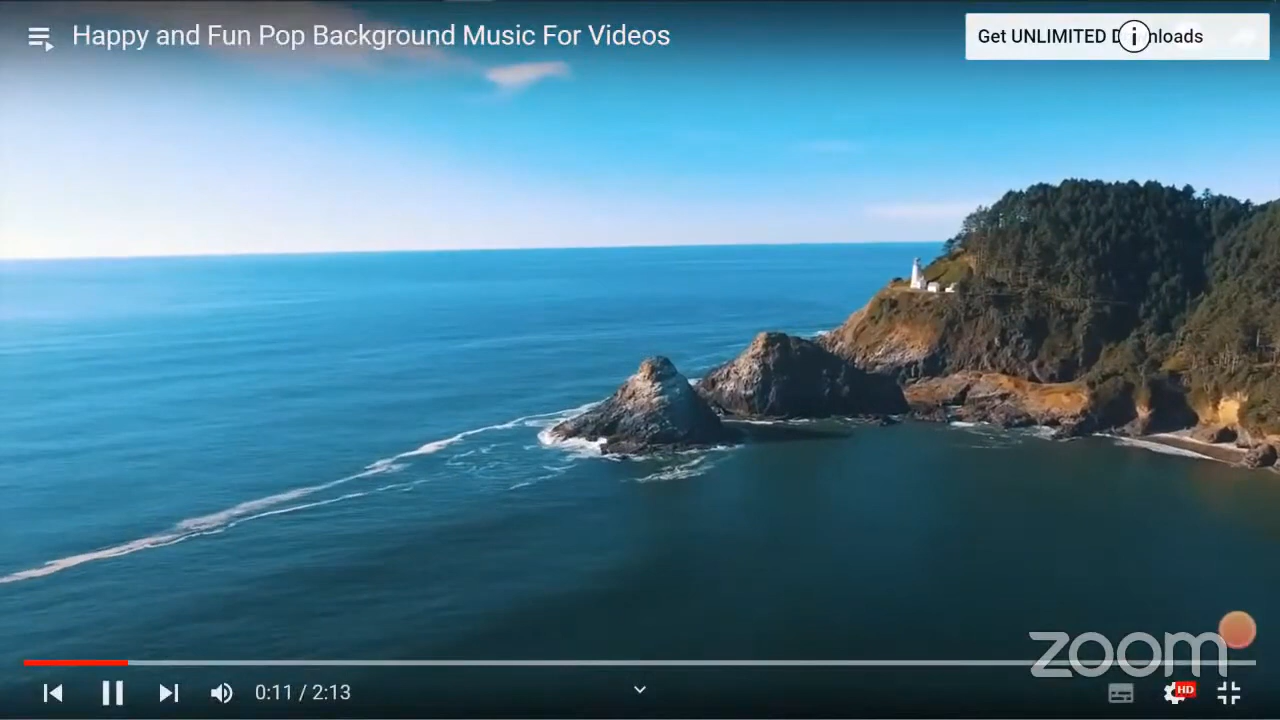 Happy and Fun Pop Background Music For Videos
Get UNLIMITED D nloads
zoom
0:11 / 2:13
HD